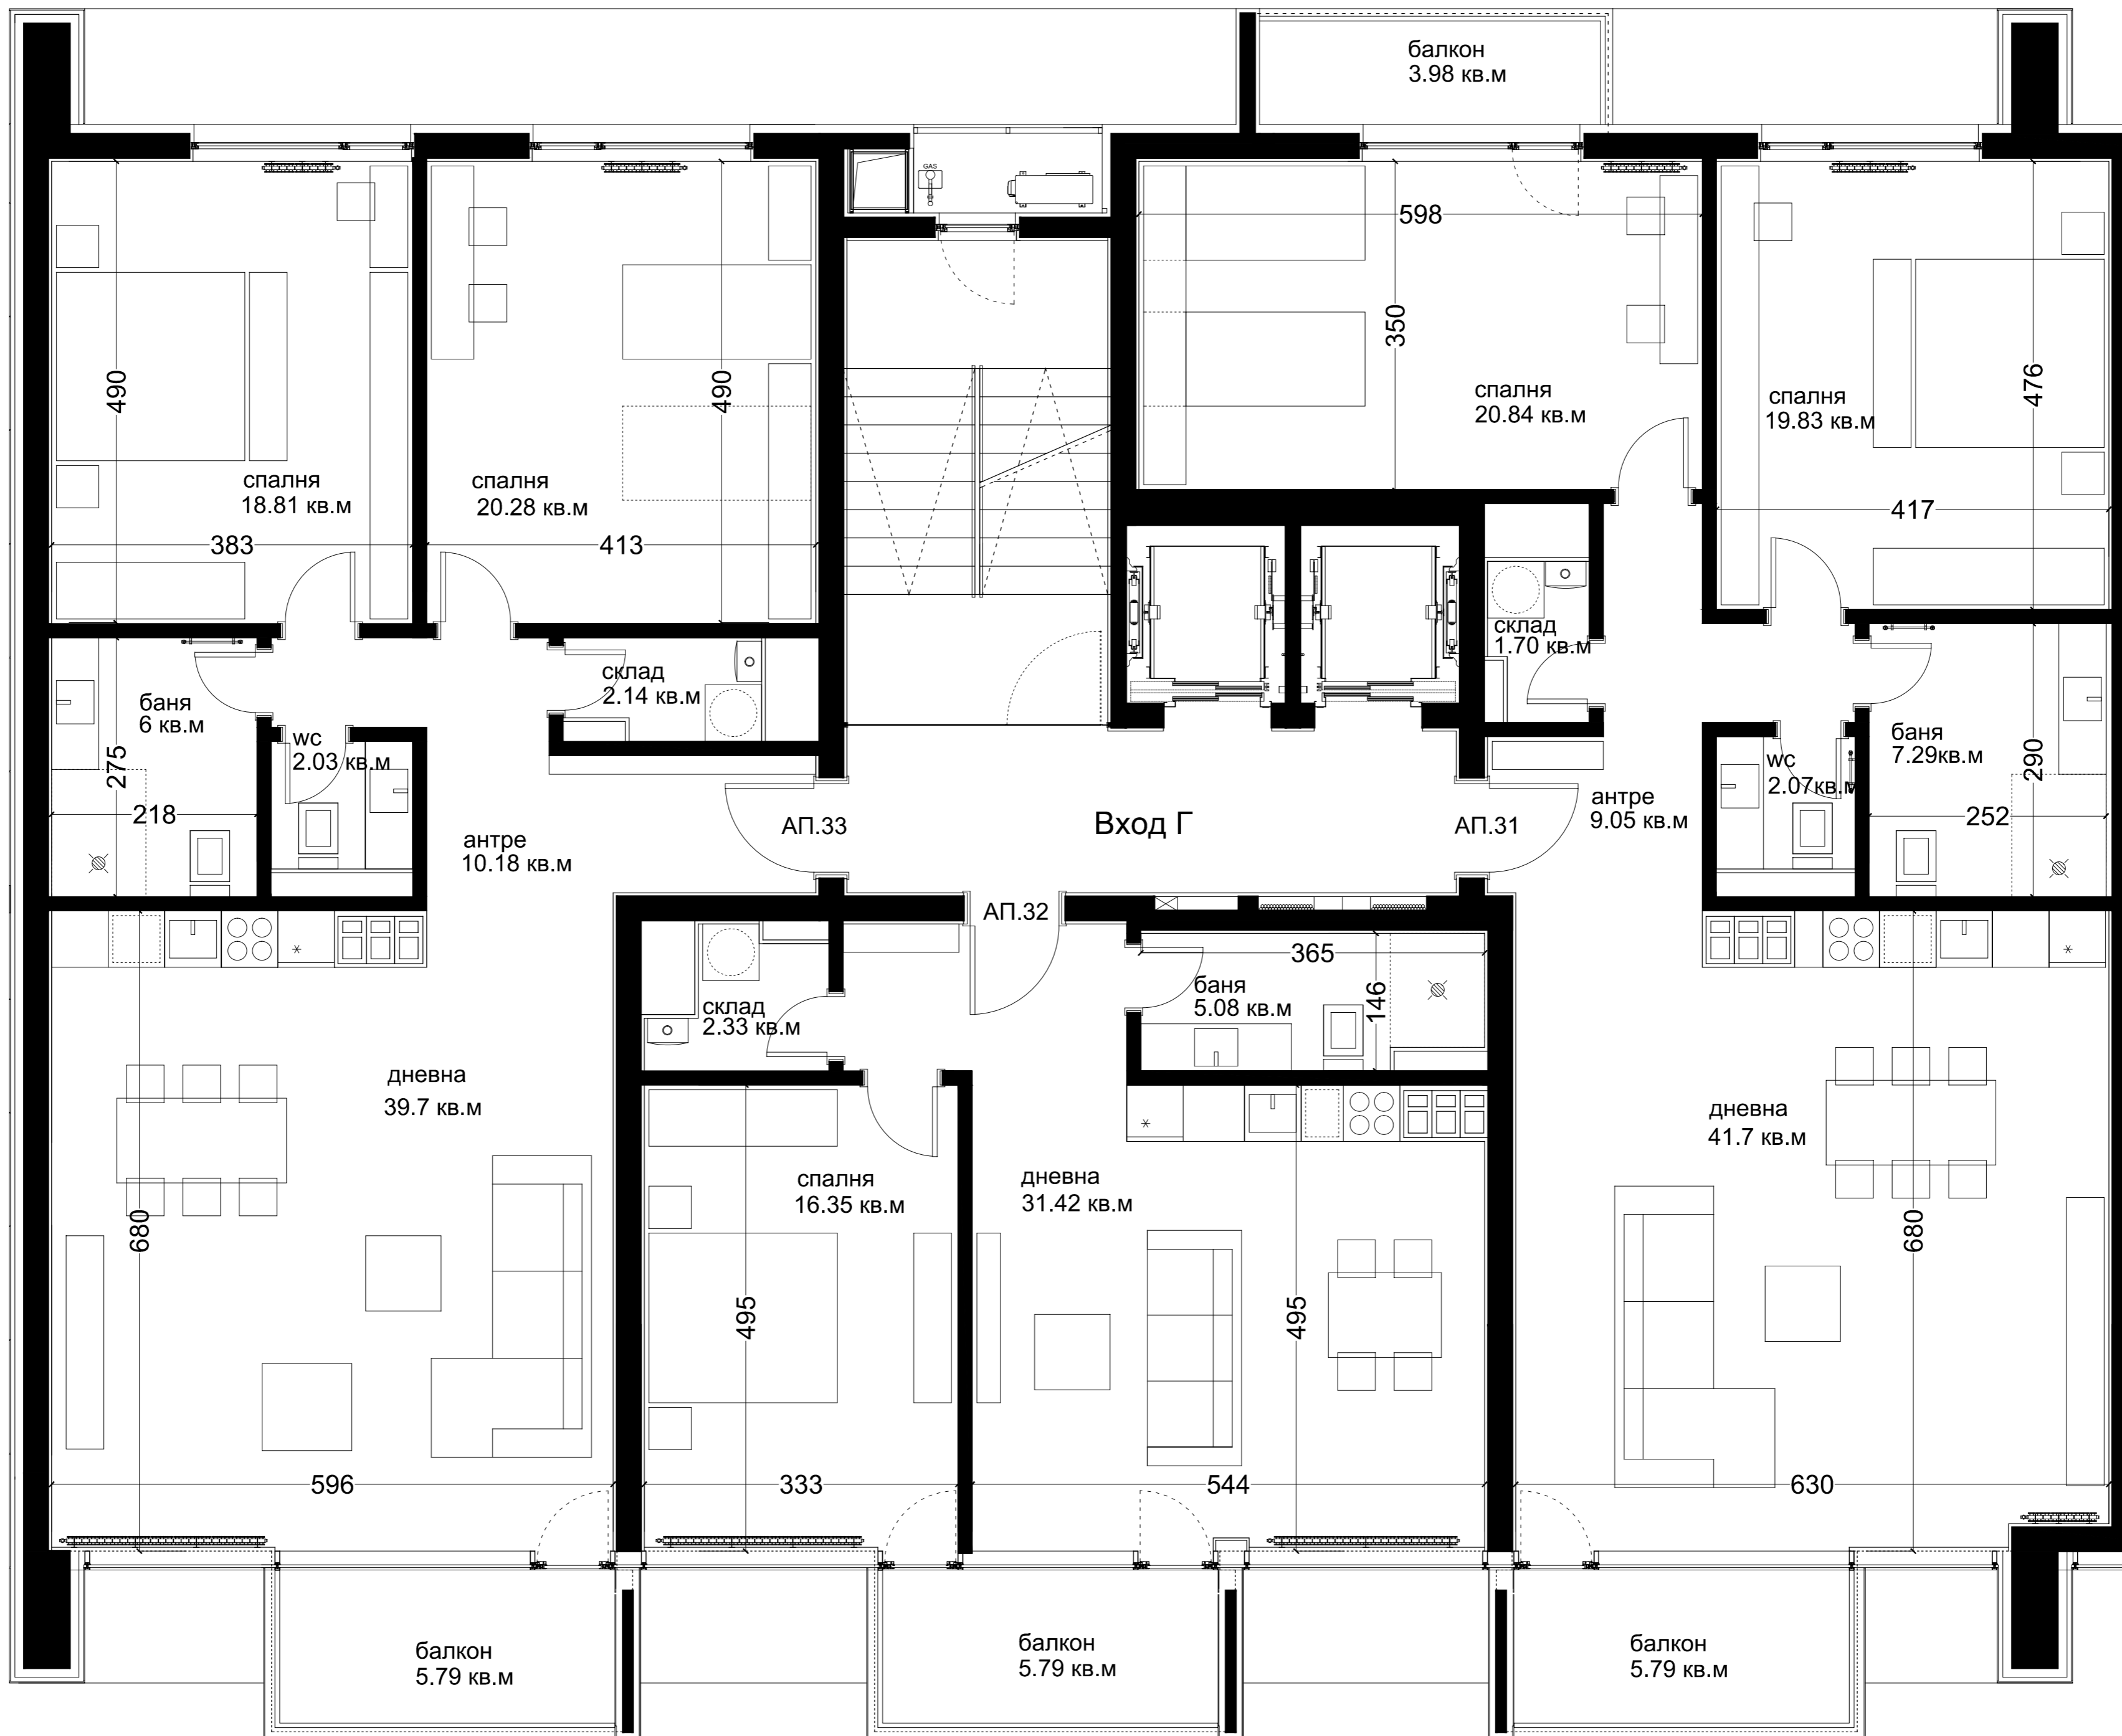 балкон
3.98 кв.м
GAS
598
350
490
490
476
спалня
20.84 кв.м
спалня
19.83 кв.м
спалня
18.81 кв.м
спалня
20.28 кв.м
383
413
417
склад
1.70 кв.м
склад
2.14 кв.м
баня
6 кв.м
wc
2.03 кв.м
275
218
баня
7.29кв.м
wc
2.07кв.м
290
252
антре
9.05 кв.м
антре
10.18 кв.м
АП.33
Вход Г
АП.31
АП.32
365
146
баня
5.08 кв.м
склад
2.33 кв.м
дневна
39.7 кв.м
дневна
41.7 кв.м
спалня
16.35 кв.м
дневна
31.42 кв.м
680
680
495
495
596
333
544
630
балкон
5.79 кв.м
балкон
5.79 кв.м
балкон
5.79 кв.м